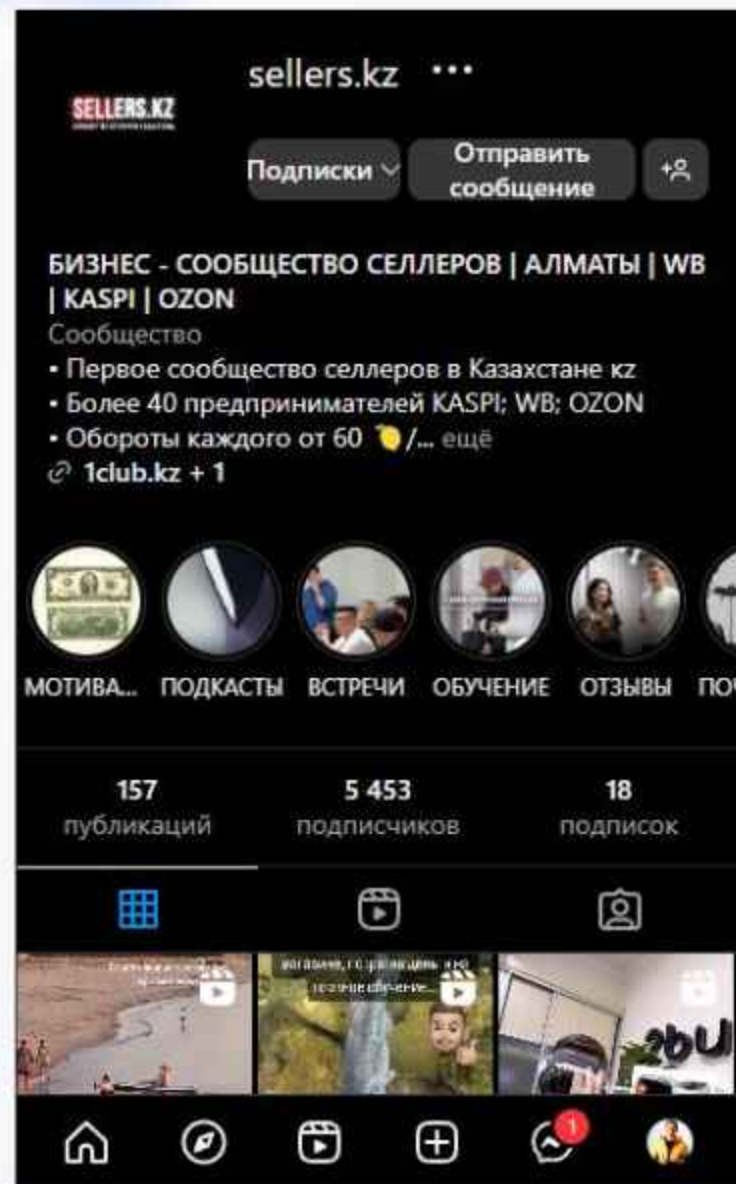 sellers.kz
SELLERS.KZ
Подписки
Отправить
сообщение
БИЗНЕС - СООБЩЕСТВО СЕЛЛЕРОВ | АЛМАТЫ | WB
| KASPI | OZON
Сообщество
• Первое сообщество селлеров в Казахстане kz
• Более 40 предпринимателей KASPI; WB; OZON
• Обороты каждого от 60 /... ещё
1club.kz + 1
МОТИВА... ПОДКАСТЫ ВСТРЕЧИ ОБУЧЕНИЕ ОТЗЫВЫ ПОЧ
157 5 453 18
публикаций подписчиков подписок
1